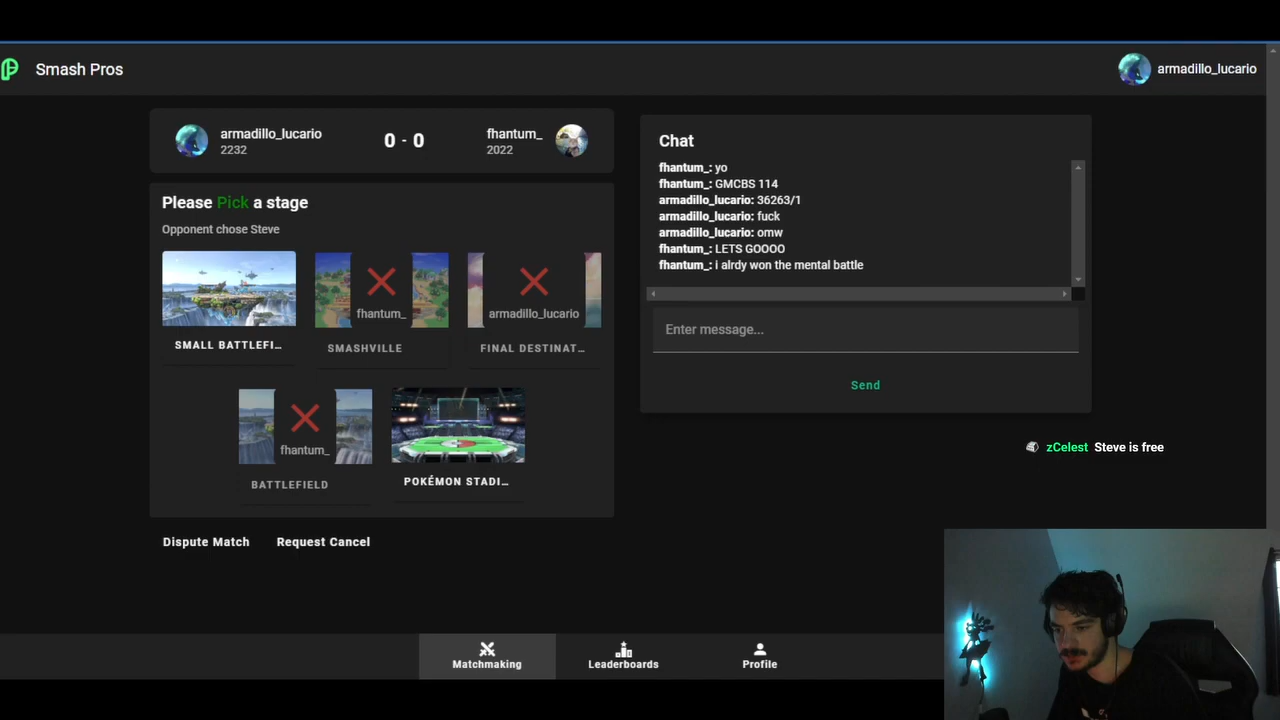 Smash Pros
armadillo_lucario
armadillo_lucario
2232
0 - 0
fhantum_
2022
Please Pick a stage
Opponent chose Steve
SMALL BATTLEFI...
fhantum_
SMASHVILLE
armadillo_lucario
FINAL DESTINAT...
fhantum_
BATTLEFIELD
POKÉMON STADI...
Dispute Match
Request Cancel
Chat
fhantum_: yo
fhantum_: GMCBS 114
armadillo_lucario: 36263/1
armadillo_lucario: fuck
armadillo_lucario: omw
fhantum_: LETS GOOOO
fhantum_: i alrdy won the mental battle
Enter message...
Send
zCelest Steve is free
Matchmaking
Leaderboards
Profile